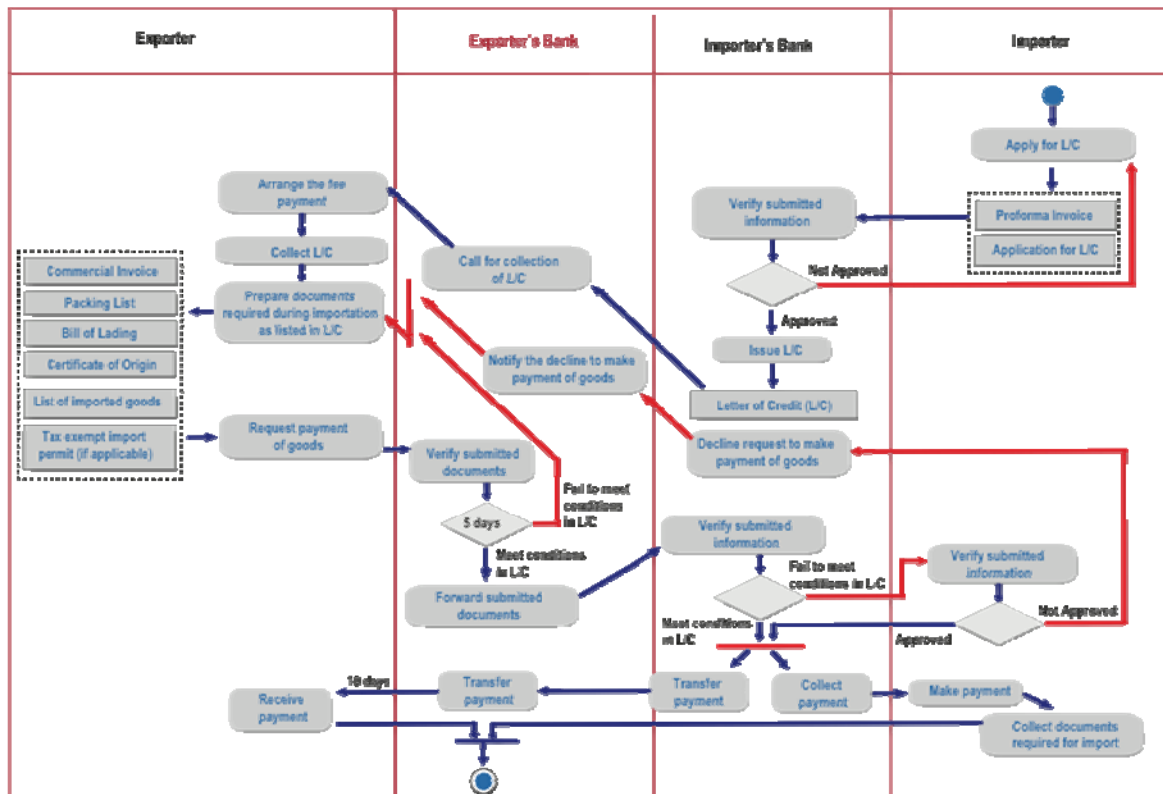 Exporter
Exporter's Bank
Importer's Bank
Importer
Apply for L/C
Proforma Invoice
Application for L/C
Verify submitted
information
Not Approved
Approved
Issue L/C
Letter of Credit (L/C)
Call for collection
of L/C
Arrange the fee
payment
Collect L/C
Prepare documents
required during importation
as listed in L/C
Commercial Invoice
Packing List
Bill of Lading
Certificate of Origin
List of imported goods
Tax exempt import
permit (if applicable)
Request payment
of goods
Verify submitted
documents
5 days
Fail to meet
conditions
in L/C
Meet conditions
in L/C
Forward submitted
documents
Notify the decline to make
payment of goods
Decline request to make
payment of goods
Verify submitted
information
Fail to meet
conditions in L/C
Meet conditions
in L/C
Verify submitted
information
Not Approved
Approved
Transfer
payment
Collect
payment
Make payment
Collect documents
required for import
Transfer
payment
10 days
Receive
payment